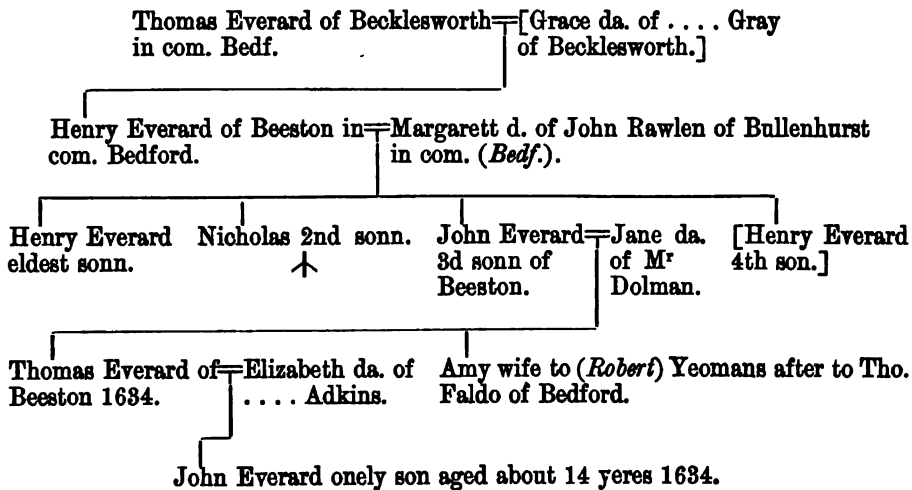 Thomas Everard of Becklesworth=[Grace da. of .... Gray
in com. Bedf. of Becklesworth.]
Henry Everard of Beeston in=Margarett d. of John Rawlen of Bullenhurst
com. Bedford. in com. (Bedf.).
Henry Everard Nicholas 2nd sonn. John Everard=Jane da. [Henry Everard
eldest sonn. 3d sonn of of Mr 4th son.]
Beeston. Dolman.
Thomas Everard of=Elizabeth da. of Amy wife to (Robert) Yeomans after to Tho.
Beeston 1634. .... Adkins. Faldo of Bedford.
John Everard onely son aged about 14 yeres 1634.